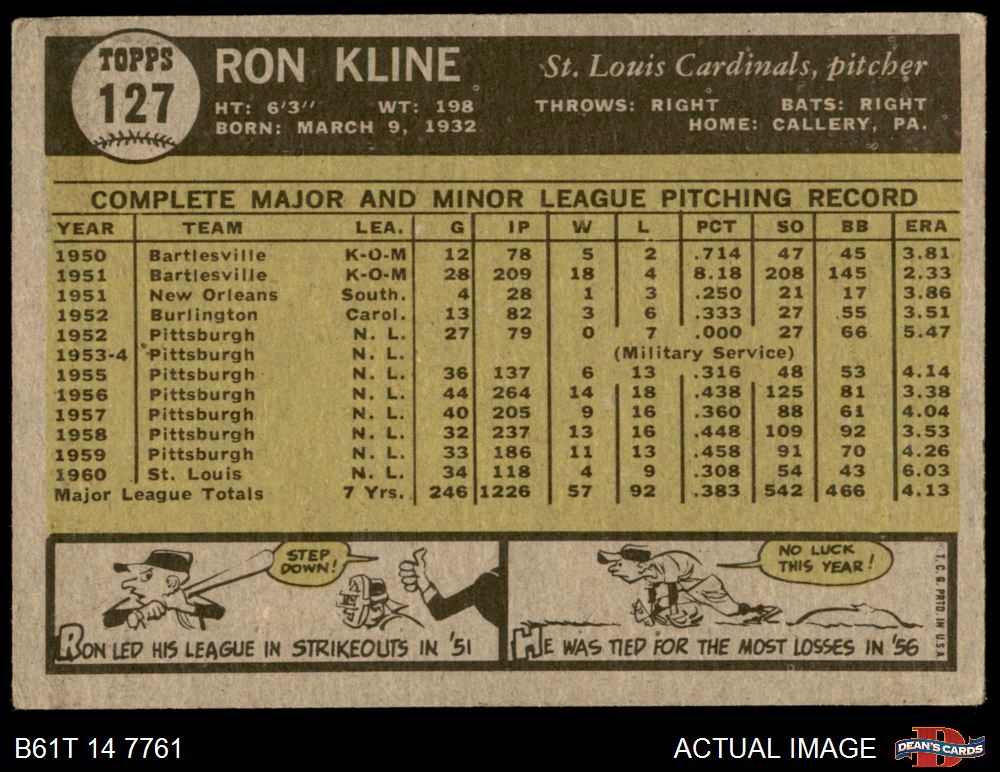 TOPPS
127
RON KLINE
St. Louis Cardinals, pitcher
HT: 6'3" WT: 198
THROWS: RIGHT BATS: RIGHT
BORN: MARCH 9, 1932
HOME: CALLERY, PA.
COMPLETE MAJOR AND MINOR LEAGUE PITCHING RECORD
YEAR TEAM LEA. G IP W L PCT SO BB ERA
1950 Bartlesville K-O-M 12 78 5 2 .714 47 45 3.81
1951 Bartlesville K-O-M 28 209 18 4 8.18 208 145 2.33
1951 New Orleans South. 4 28 1 3 .250 21 17 3.86
1952 Burlington Carol. 13 82 3 6 .333 27 55 3.51
1952 Pittsburgh N. L. 27 79 0 7 .000 27 66 5.47
1953-4 Pittsburgh N. L. (Military Service)
1955 Pittsburgh N. L. 36 137 6 13 .316 48 53 4.14
1956 Pittsburgh N. L. 44 264 14 18 .438 125 81 3.38
1957 Pittsburgh N. L. 40 205 9 16 .360 88 61 4.04
1958 Pittsburgh N. L. 32 237 13 16 .448 109 92 3.53
1959 Pittsburgh N. L. 33 186 11 13 .458 91 70 4.26
1960 St. Louis N. L. 34 118 4 9 .308 54 43 6.03
Major League Totals 7 Yrs. 246 1226 57 92 .383 542 466 4.13
STEP
DOWN!
RON LED HIS LEAGUE IN STRIKEOUTS IN '51
NO LUCK
THIS YEAR!
HE WAS TIED FOR THE MOST LOSSES IN '56
T. C. G. PRTD. IN U.S.A.
B61T 14 7761
ACTUAL IMAGE
DEAN'S CARDS